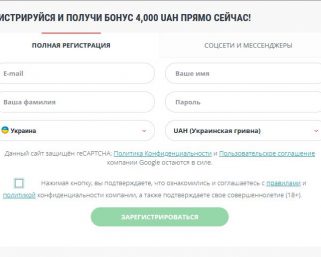 ИСТРИРУЙСЯ И ПОЛУЧИ БОНУС 4,000 UAH ПРЯМО СЕЙЧАС!
ПОЛНАЯ РЕГИСТРАЦИЯ СОЦСЕТИ И МЕССЕНДЖЕРЫ
E-mail Ваше имя
Ваша фамилия Пароль
Украина UAH (Украинская гривна)
Данный сайт защищён reCAPTCHA: Политика Конфиденциальности и Пользовательское соглашение
компании Google остаются в силе.
Нажимая кнопку, вы подтверждаете, что ознакомились и соглашаетесь с правилами и
политикой конфиденциальности компании, а также подтверждаете свое совершеннолетие (18+).
ЗАРЕГИСТРИРОВАТЬСЯ